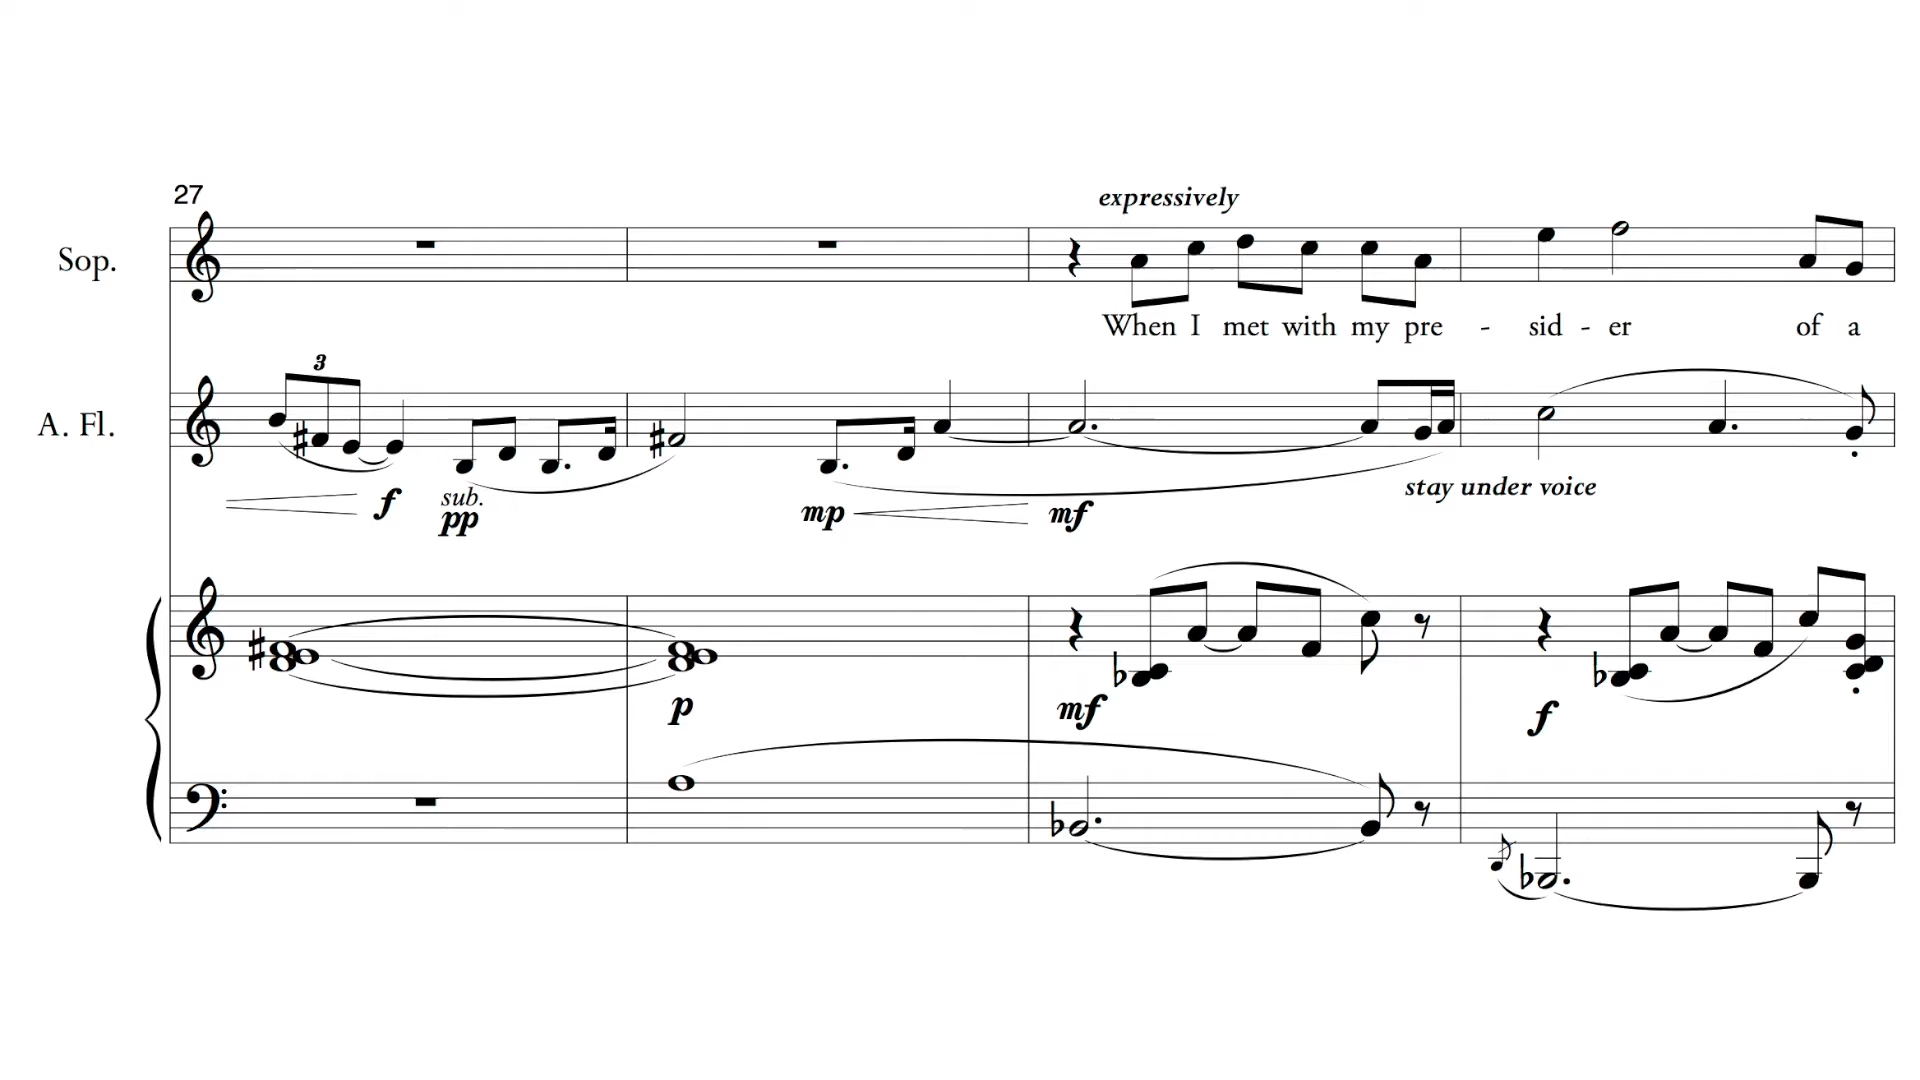 27
expressively
Sop.
When I met with my pre - sid - er of a
3
A. Fl.
f sub. pp mp mf stay under voice
p mf f